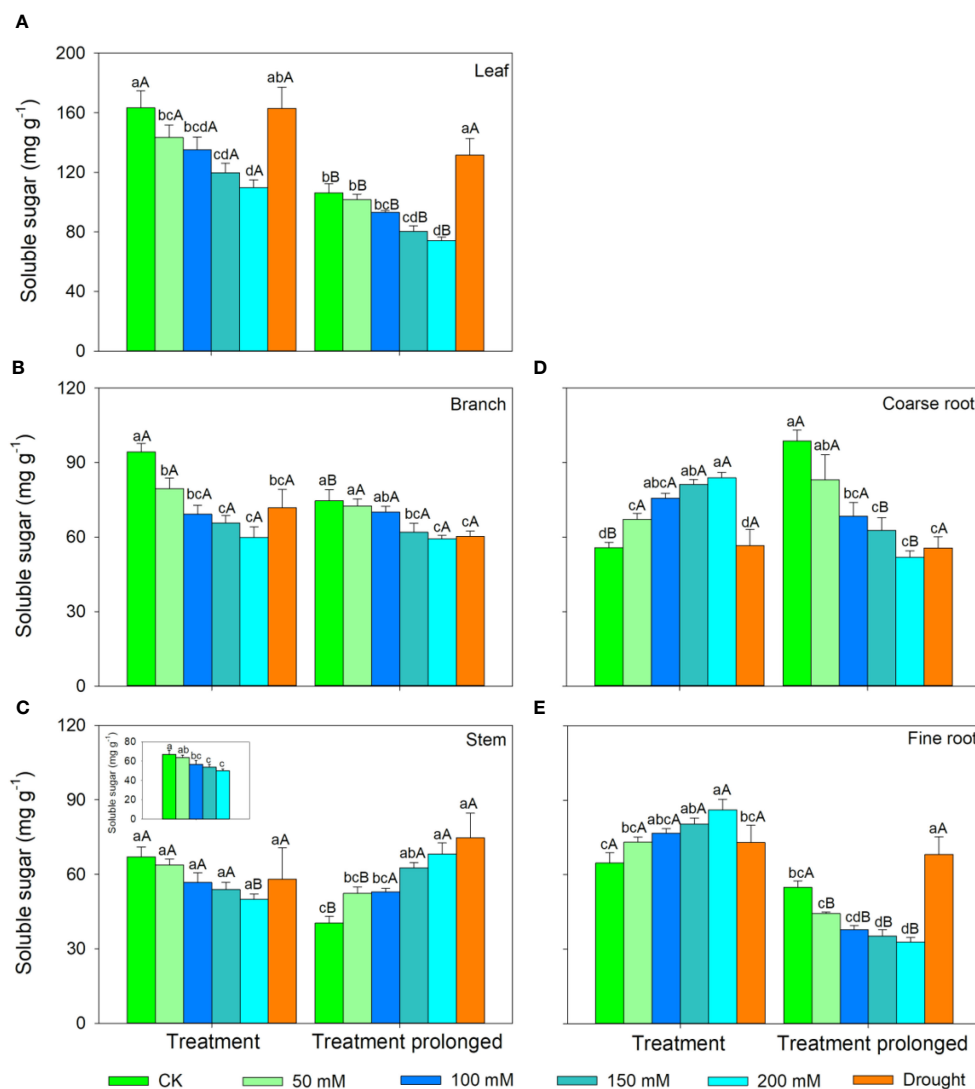 A
Soluble sugar (mg g⁻¹)
200
160
120
80
40
0
Leaf
aA
bcA
bcdA
cdA
dA
abA
bB
bB
bcB
cdB
dB
aA
B
Soluble sugar (mg g⁻¹)
120
90
60
30
0
Branch
aA
bA
bcA
cA
cA
bcA
aB
aA
abA
bcA
cA
cA
D
Coarse root
dB
cA
abcA
abA
aA
dA
aA
abA
bcA
cB
cB
cA
C
Soluble sugar (mg g⁻¹)
120
90
60
30
0
Stem
Soluble sugar (mg g⁻¹)
80
60
40
20
0
a
ab
bc
c
c
aA
aA
aA
aA
aB
aA
cB
bcB
bcA
abA
aA
aA
Treatment
Treatment prolonged
E
Fine root
cA
bcA
abcA
abA
aA
bcA
bcA
cB
cdB
dB
dB
aA
Treatment
Treatment prolonged
CK 50 mM 100 mM 150 mM 200 mM Drought